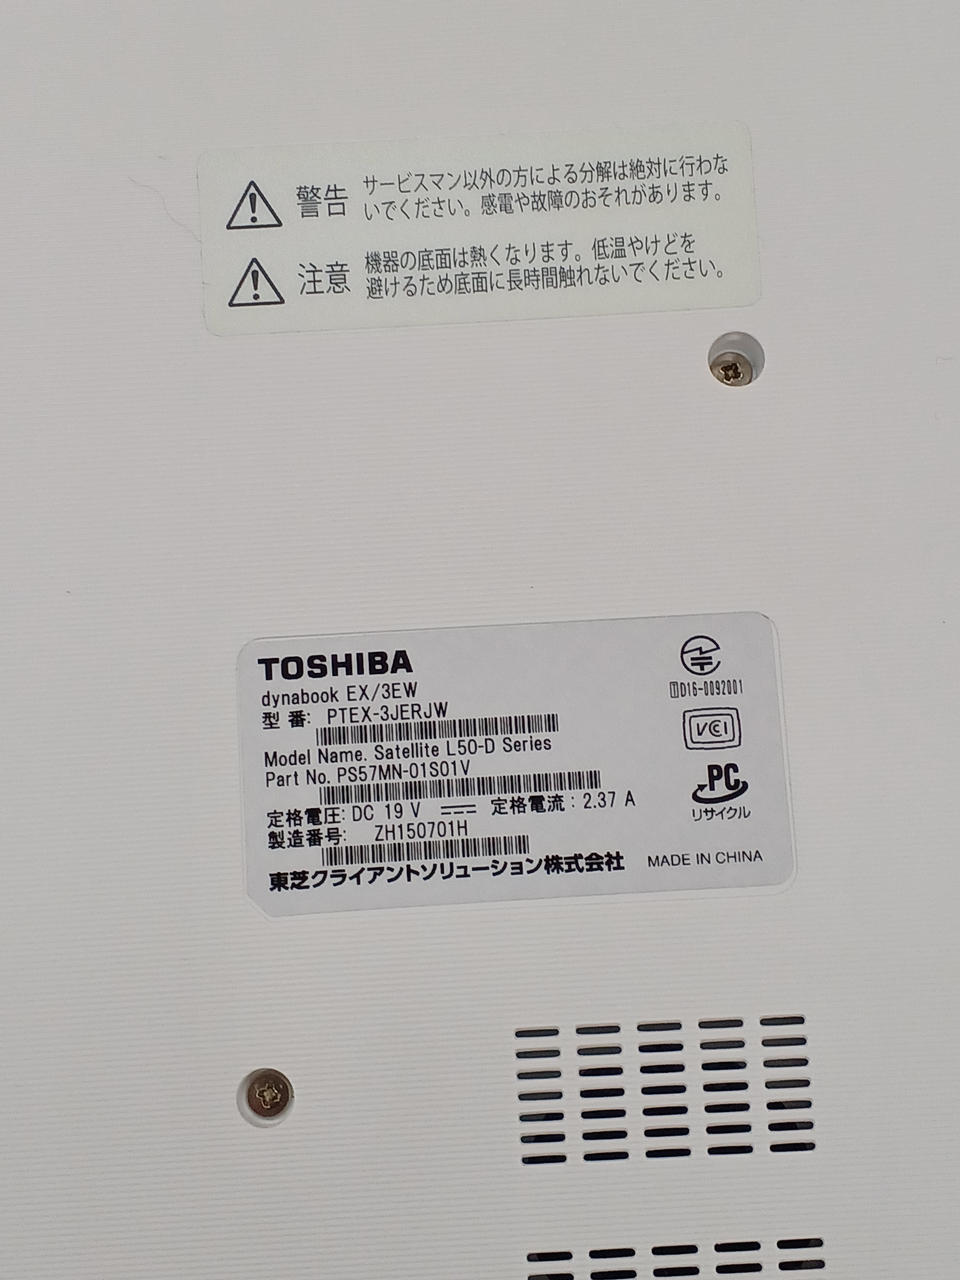 警告 サービスマン以外の方による分解は絶対に行わな
いでください。感電や故障のおそれがあります。
注意 機器の底面は熱くなります。低温やけどを
避けるため底面に長時間触れないでください。
TOSHIBA
dynabook EX/3EW
型番: PTEX-3JERJW
Model Name. Satellite L50-D Series
Part No. PS57MN-01S01V
定格電圧: DC 19 V 定格電流: 2.37 A
製造番号: ZH150701H
東芝クライアントソリューション株式会社
TD16-0092001
VCI
PC
リサイクル
MADE IN CHINA